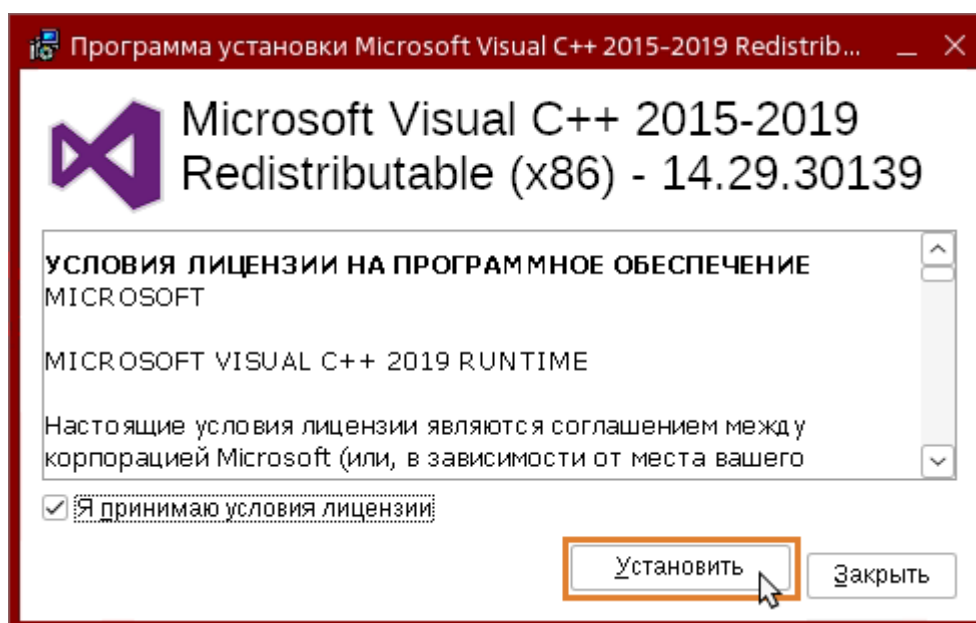 Программа установки Microsoft Visual C++ 2015-2019 Redistrib...
Microsoft Visual C++ 2015-2019
Redistributable (x86) - 14.29.30139
УСЛОВИЯ ЛИЦЕНЗИИ НА ПРОГРАММНОЕ ОБЕСПЕЧЕНИЕ
MICROSOFT
MICROSOFT VISUAL C++ 2019 RUNTIME
Настоящие условия лицензии являются соглашением между
корпорацией Microsoft (или, в зависимости от места вашего
Я принимаю условия лицензии
Установить
Закрыть